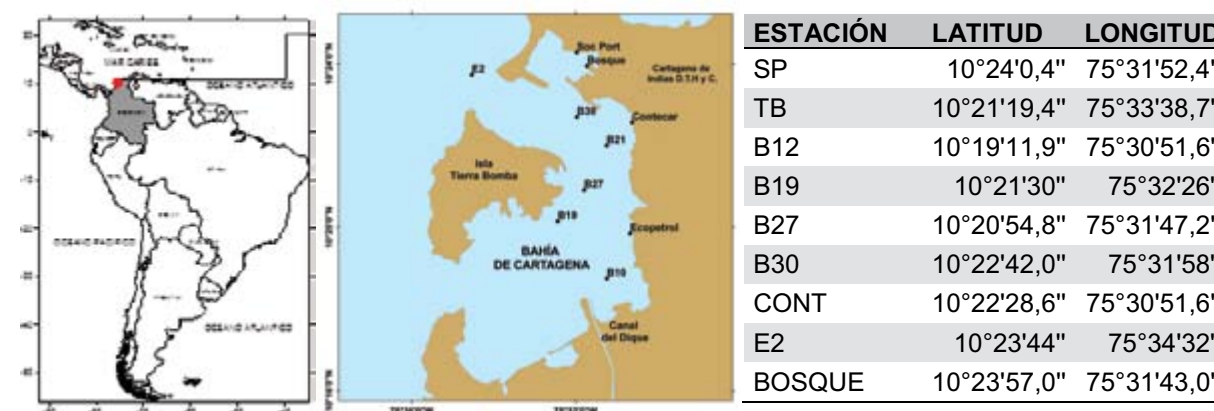 MAR CARIBE
OCEANO ATLANTICO
OCEANO PACIFICO
OCEANO ATLANTICO
Soc Port
Bosque
E2
Cartagena de
Indias D.T.H y C.
B30
Contecar
B21
Isla
Tierra Bomba
B27
B19
Ecopetrol
BAHÍA
DE CARTAGENA
B10
Canal
del Dique
ESTACIÓN LATITUD LONGITUD
SP 10°24'0,4'' 75°31'52,4'
TB 10°21'19,4'' 75°33'38,7'
B12 10°19'11,9'' 75°30'51,6'
B19 10°21'30'' 75°32'26'
B27 10°20'54,8'' 75°31'47,2'
B30 10°22'42,0'' 75°31'58'
CONT 10°22'28,6'' 75°30'51,6'
E2 10°23'44'' 75°34'32'
BOSQUE 10°23'57,0'' 75°31'43,0'